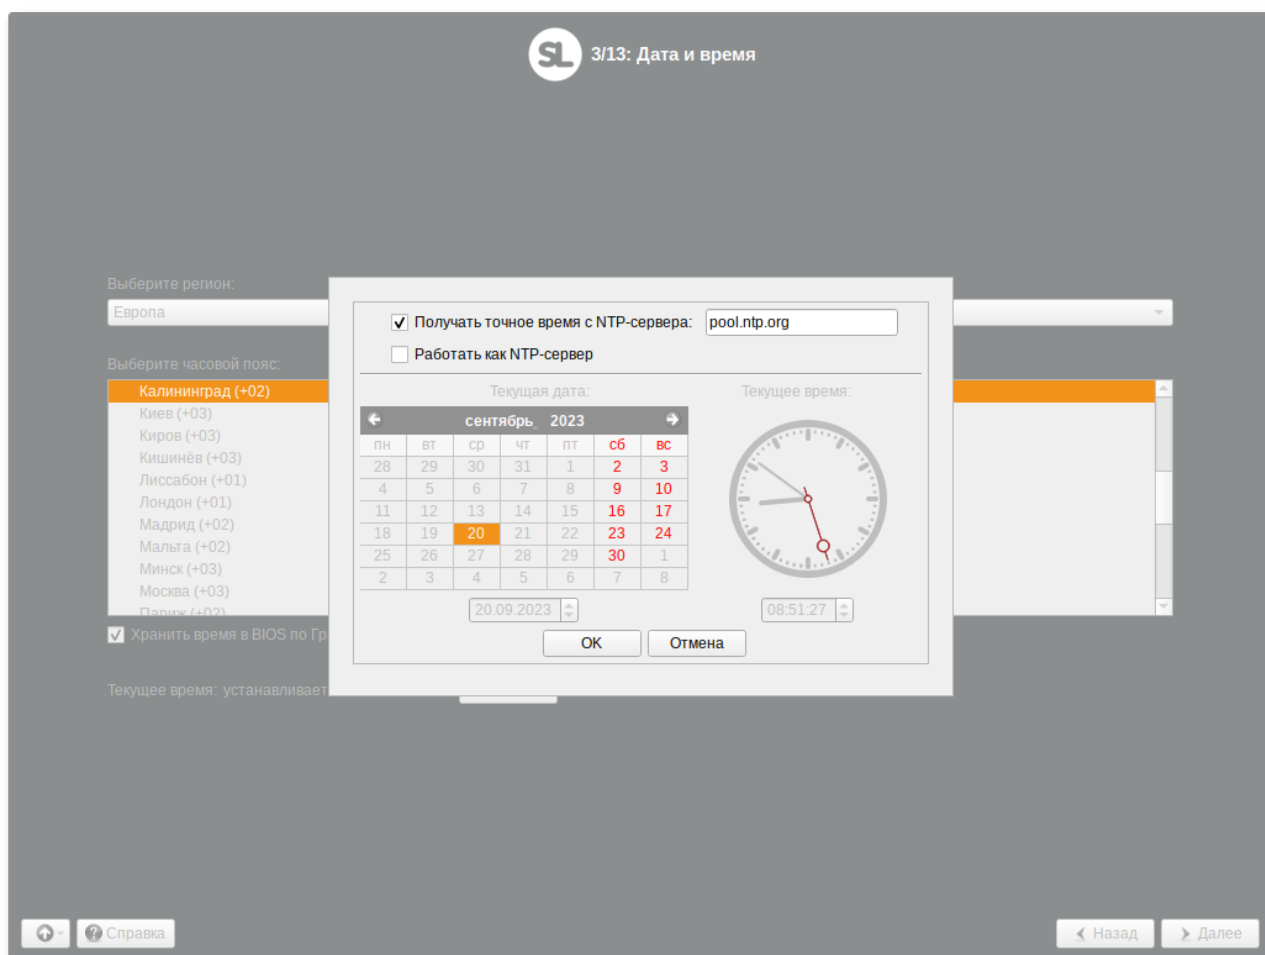 SL 3/13: Дата и время
Выберите регион:
Европа
Получать точное время с NTP-сервера: pool.ntp.org
Работать как NTP-сервер
Выберите часовой пояс:
Калининград (+02)
Киев (+03)
Киров (+03)
Кишинёв (+03)
Лиссабон (+01)
Лондон (+01)
Мадрид (+02)
Мальта (+02)
Минск (+03)
Москва (+03)
Париж (+02)
Текущая дата:
сентябрь, 2023
пн вт ср чт пт сб вс
28 29 30 31 1 2 3
4 5 6 7 8 9 10
11 12 13 14 15 16 17
18 19 20 21 22 23 24
25 26 27 28 29 30 1
2 3 4 5 6 7 8
20.09.2023
Текущее время:
08:51:27
OK Отмена
Хранить время в BIOS по
Текущее время:
Справка
Назад Далее